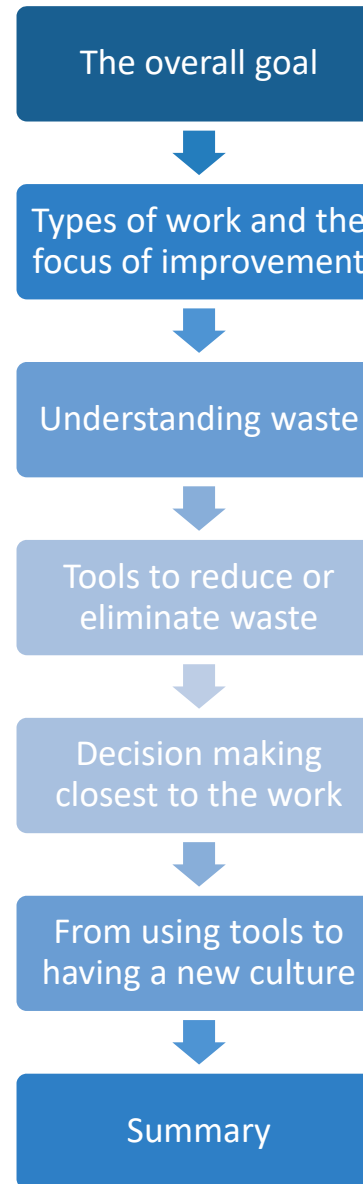 The overall goal
Types of work and the
focus of improvement
Understanding waste
Tools to reduce or
eliminate waste
Decision making
closest to the work
From using tools to
having a new culture
Summary